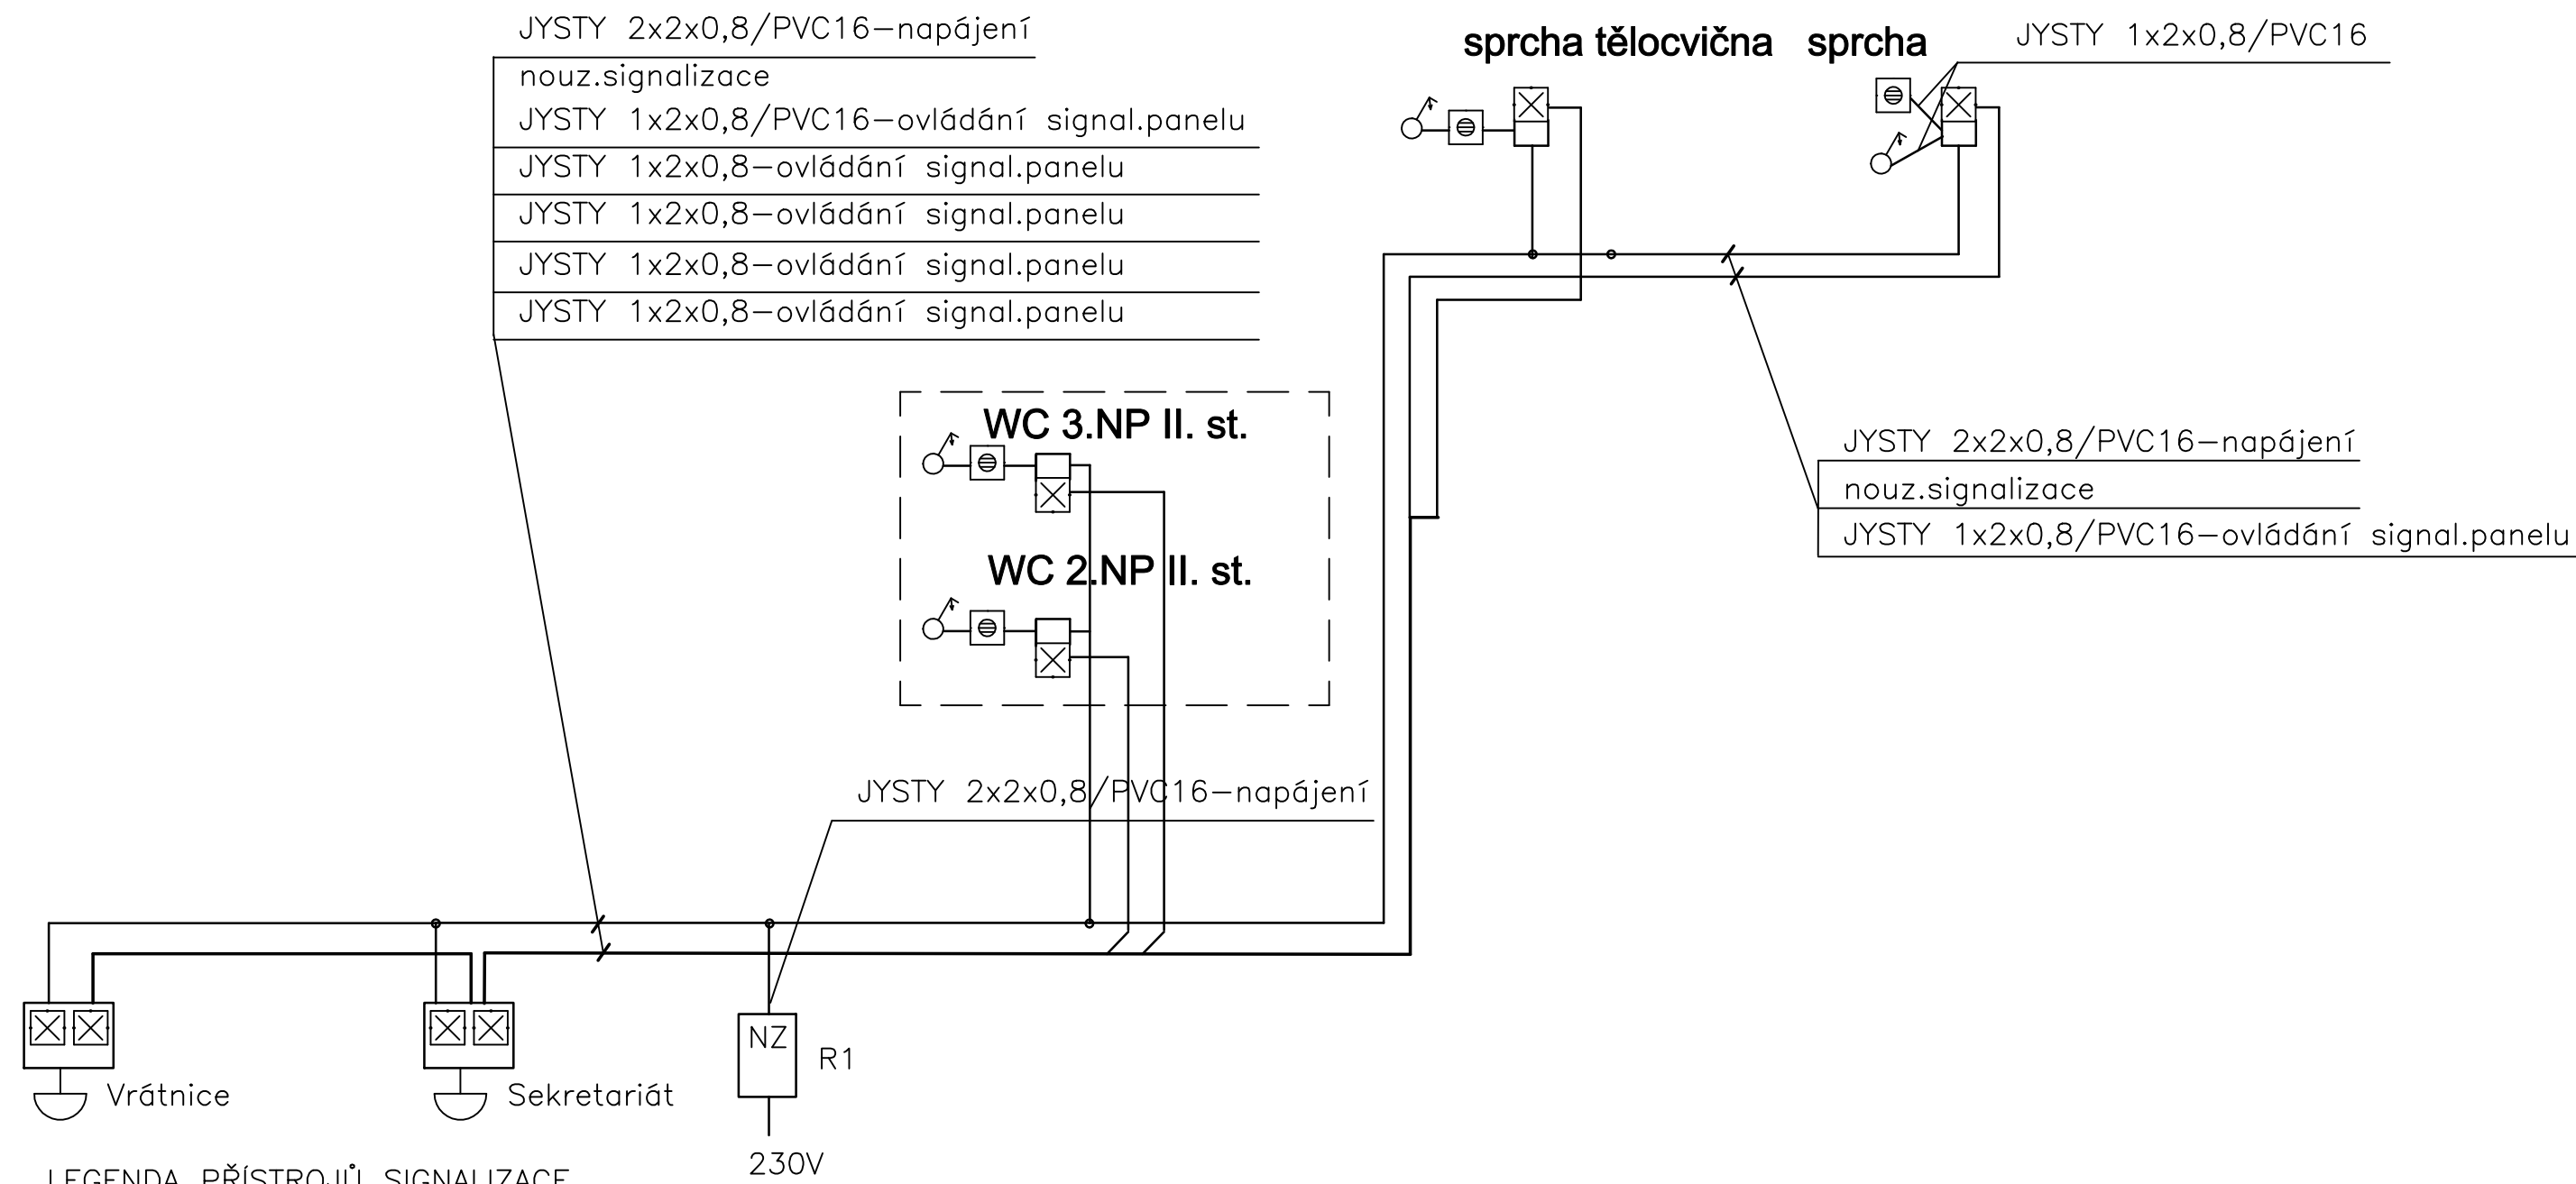 JYSTY 2x2x0,8/PVC16-napájení
nouz.signalizace
JYSTY 1x2x0,8/PVC16-ovládání signal.panelu
JYSTY 1x2x0,8-ovládání signal.panelu
JYSTY 1x2x0,8-ovládání signal.panelu
JYSTY 1x2x0,8-ovládání signal.panelu
JYSTY 1x2x0,8-ovládání signal.panelu
sprcha tělocvična
sprcha
JYSTY 1x2x0,8/PVC16
WC 3.NP II. st.
WC 2.NP II. st.
JYSTY 2x2x0,8/PVC16-napájení
nouz.signalizace
JYSTY 1x2x0,8/PVC16-ovládání signal.panelu
JYSTY 2x2x0,8/PVC16-napájení
Vrátnice
Sekretariát
NZ
R1
230V
LEGENDA PŘÍSTROJŮ SIGNALIZACE